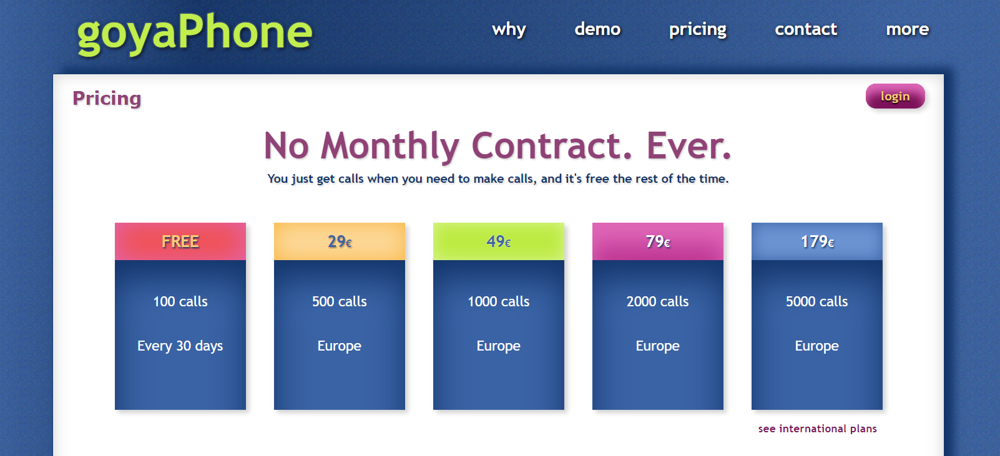 goyaPhone
why demo pricing contact more
Pricing
login
No Monthly Contract. Ever.
You just get calls when you need to make calls, and it's free the rest of the time.
FREE
100 calls
Every 30 days
29€
500 calls
Europe
49€
1000 calls
Europe
79€
2000 calls
Europe
179€
5000 calls
Europe
see international plans